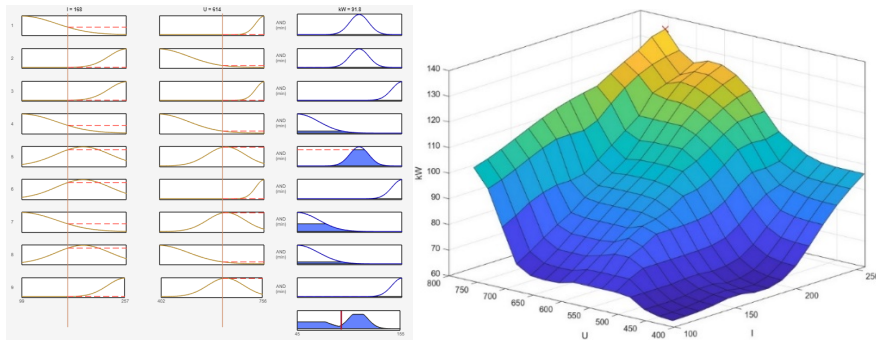 I = 168 U = 614 kW = 91.8
1 AND (min)
2 AND (min)
3 AND (min)
4 AND (min)
5 AND (min)
6 AND (min)
7 AND (min)
8 AND (min)
9 AND (min)
267 402 798
45 155
140
130
120
110
100
90
80
70
60
kW
800 750 700 650 600 550 500 450 400
U
100 150 200 250
I